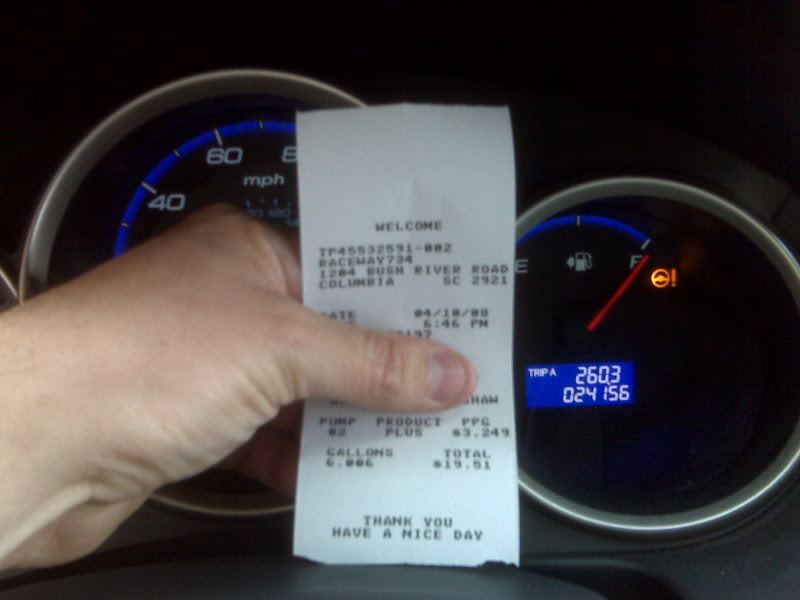 60
8
mph
40
WELCOME
TP45532591-002
RACEWAY734
1204 BUSH RIVER ROAD
COLUMBIA SC 2921
04/10/08
6:46 PM
PUMP PRODUCT PPG
02 PLUS $3.249
GALLONS TOTAL
6.006 $19.51
THANK YOU
HAVE A NICE DAY
E
F
!
TRIP A 260.3
024156